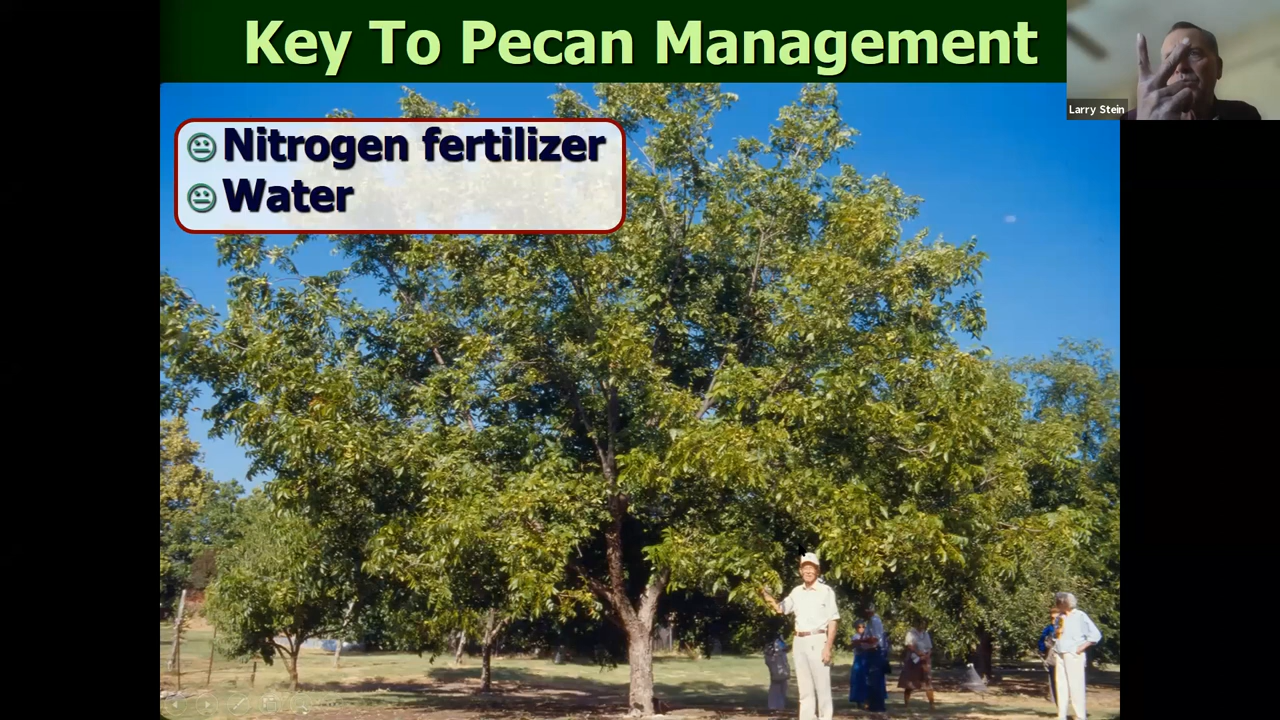 Key To Pecan Management
Larry Stein
Nitrogen fertilizer
Water